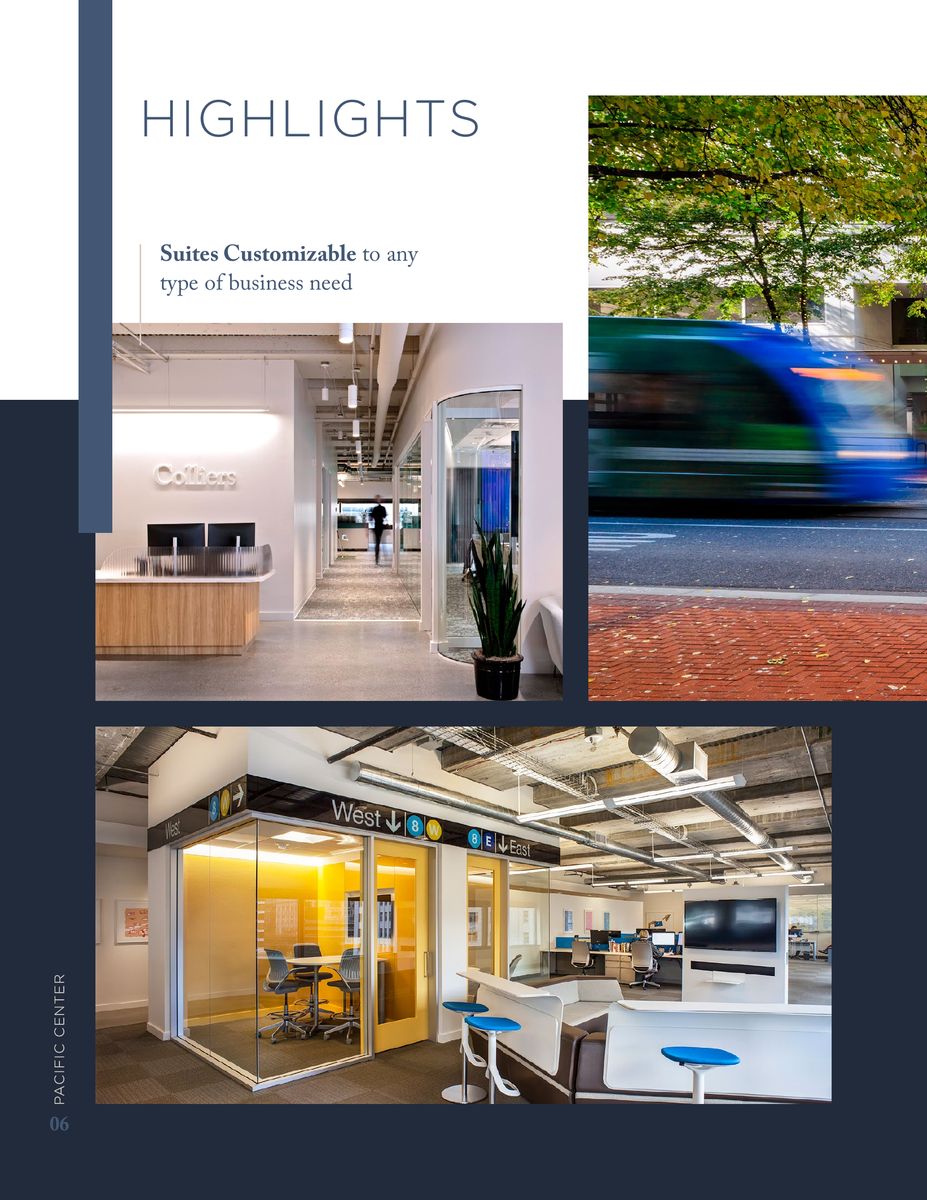 HIGHLIGHTS
Suites Customizable to any
type of business need
Colliers
West
West ↓ 8 W
8 E ↓ East
PACIFIC CENTER
06